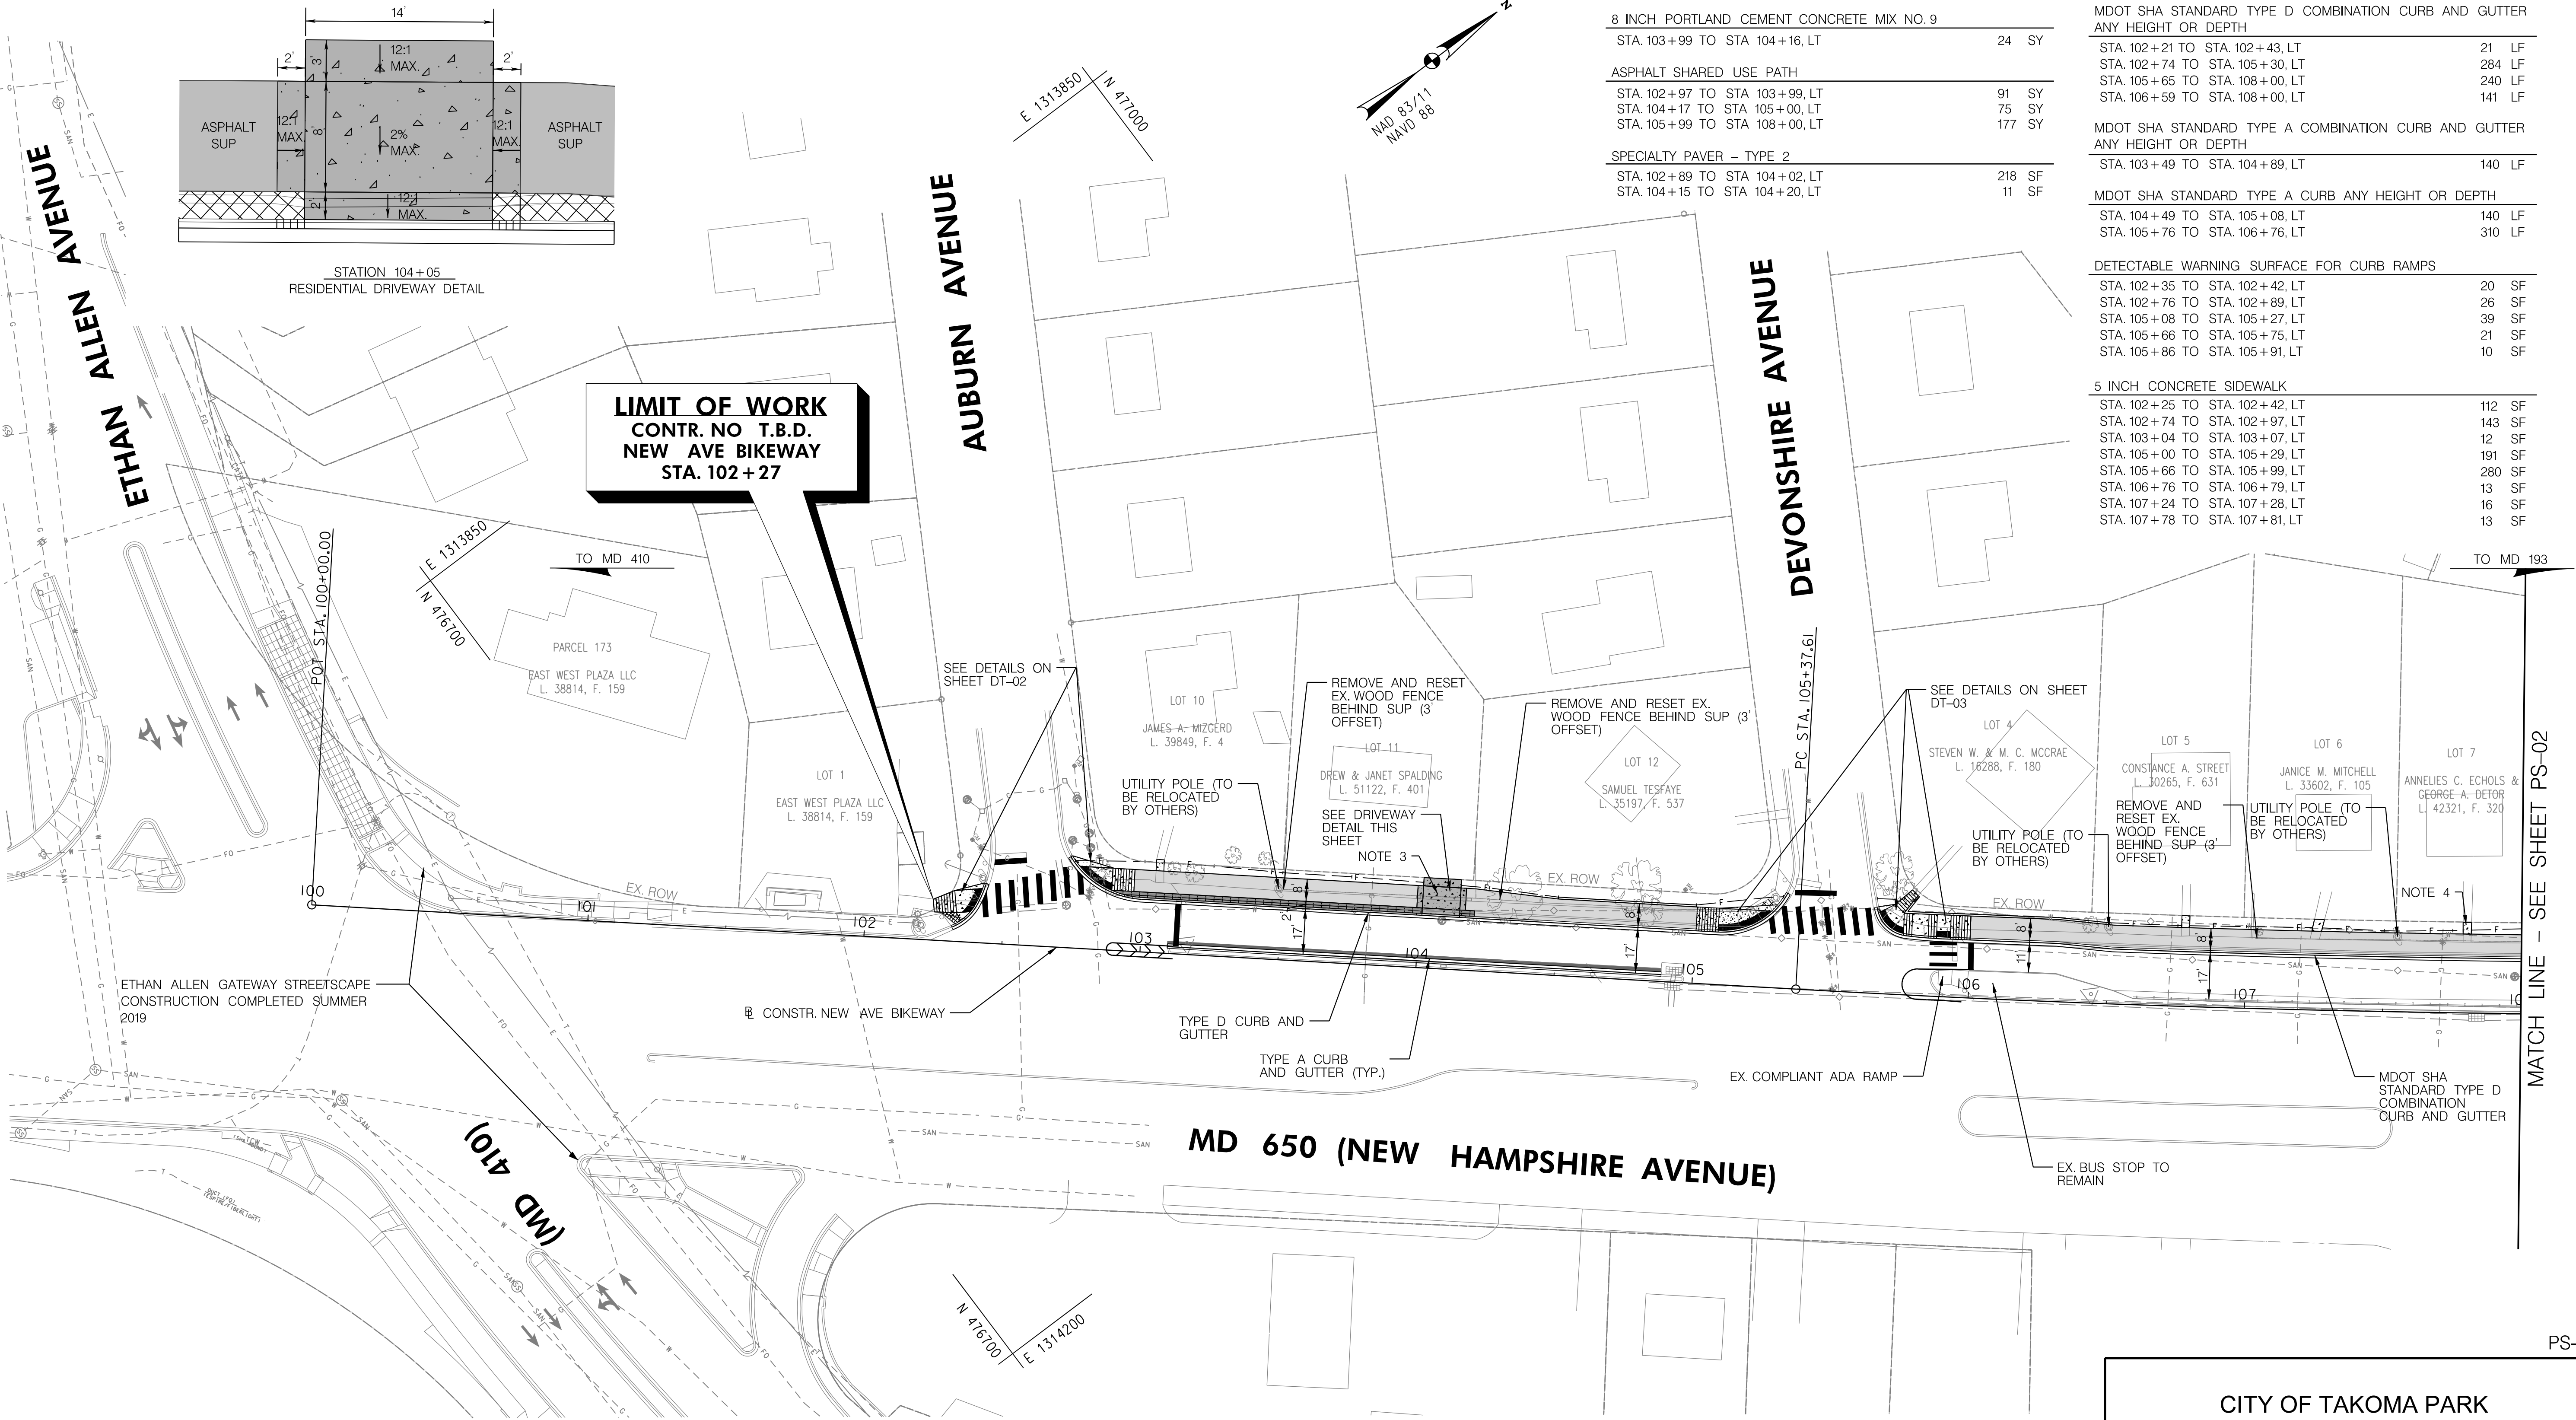 14'
2'
3'
12:1
MAX.
2'
ASPHALT
SUP
12:1
MAX
8'
2%
MAX.
12:1
MAX.
ASPHALT
SUP
2'
12:1
MAX.
STATION 104+05
RESIDENTIAL DRIVEWAY DETAIL
N
NAD 83/11
NAVD 88
E 1313850
N 477000
8 INCH PORTLAND CEMENT CONCRETE MIX NO. 9
STA. 103+99 TO STA 104+16, LT 24 SY
ASPHALT SHARED USE PATH
STA. 102+97 TO STA 103+99, LT 91 SY
STA. 104+17 TO STA 105+00, LT 75 SY
STA. 105+99 TO STA 108+00, LT 177 SY
SPECIALTY PAVER – TYPE 2
STA. 102+89 TO STA 104+02, LT 218 SF
STA. 104+15 TO STA 104+20, LT 11 SF
MDOT SHA STANDARD TYPE D COMBINATION CURB AND GUTTER
ANY HEIGHT OR DEPTH
STA. 102+21 TO STA. 102+43, LT 21 LF
STA. 102+74 TO STA. 105+30, LT 284 LF
STA. 105+65 TO STA. 108+00, LT 240 LF
STA. 106+59 TO STA. 108+00, LT 141 LF
MDOT SHA STANDARD TYPE A COMBINATION CURB AND GUTTER
ANY HEIGHT OR DEPTH
STA. 103+49 TO STA. 104+89, LT 140 LF
MDOT SHA STANDARD TYPE A CURB ANY HEIGHT OR DEPTH
STA. 104+49 TO STA. 105+08, LT 140 LF
STA. 105+76 TO STA. 106+76, LT 310 LF
DETECTABLE WARNING SURFACE FOR CURB RAMPS
STA. 102+35 TO STA. 102+42, LT 20 SF
STA. 102+76 TO STA. 102+89, LT 26 SF
STA. 105+08 TO STA. 105+27, LT 39 SF
STA. 105+66 TO STA. 105+75, LT 21 SF
STA. 105+86 TO STA. 105+91, LT 10 SF
5 INCH CONCRETE SIDEWALK
STA. 102+25 TO STA. 102+42, LT 112 SF
STA. 102+74 TO STA. 102+97, LT 143 SF
STA. 103+04 TO STA. 103+07, LT 12 SF
STA. 105+00 TO STA. 105+29, LT 191 SF
STA. 105+66 TO STA. 105+99, LT 280 SF
STA. 106+76 TO STA. 106+79, LT 13 SF
STA. 107+24 TO STA. 107+28, LT 16 SF
STA. 107+78 TO STA. 107+81, LT 13 SF
ETHAN ALLEN AVENUE
AUBURN AVENUE
DEVONSHIRE AVENUE
LIMIT OF WORK
CONTR. NO T.B.D.
NEW AVE BIKEWAY
STA. 102+27
TO MD 410
TO MD 193
E 1313850
N 476700
POT STA. 100+00.00
PARCEL 173
EAST WEST PLAZA LLC
L. 38814, F. 159
LOT 1
EAST WEST PLAZA LLC
L. 38814, F. 159
SEE DETAILS ON
SHEET DT–02
LOT 10
JAMES A. MIZGERD
L. 39849, F. 4
UTILITY POLE (TO
BE RELOCATED
BY OTHERS)
REMOVE AND RESET
EX. WOOD FENCE
BEHIND SUP (3'
OFFSET)
LOT 11
DREW & JANET SPALDING
L. 51122, F. 401
SEE DRIVEWAY
DETAIL THIS
SHEET
NOTE 3
REMOVE AND RESET EX.
WOOD FENCE BEHIND SUP (3'
OFFSET)
LOT 12
SAMUEL TESFAYE
L. 35197, F. 537
PC STA. 105+37.61
SEE DETAILS ON SHEET
DT–03
LOT 4
STEVEN W. & M. C. MCCRAE
L. 16288, F. 180
UTILITY POLE (TO
BE RELOCATED
BY OTHERS)
LOT 5
CONSTANCE A. STREET
L. 30265, F. 631
REMOVE AND
RESET EX.
WOOD FENCE
BEHIND SUP (3'
OFFSET)
LOT 6
JANICE M. MITCHELL
L. 33602, F. 105
UTILITY POLE (TO
BE RELOCATED
BY OTHERS)
LOT 7
ANNELIES C. ECHOLS &
GEORGE A. DETOR
L. 42321, F. 320
NOTE 4
MATCH LINE – SEE SHEET PS–02
EX. ROW
EX. ROW
EX. ROW
100
101
102
103
104
105
106
107
10
8'
2'
17'
8'
17'
8'
11'
8'
17'
ETHAN ALLEN GATEWAY STREETSCAPE
CONSTRUCTION COMPLETED SUMMER
2019
BL CONSTR. NEW AVE BIKEWAY
TYPE D CURB AND
GUTTER
TYPE A CURB
AND GUTTER (TYP.)
EX. COMPLIANT ADA RAMP
EX. BUS STOP TO
REMAIN
MDOT SHA
STANDARD TYPE D
COMBINATION
CURB AND GUTTER
MD 650 (NEW HAMPSHIRE AVENUE)
(MD 410)
N 476700
E 1314200
PS-
CITY OF TAKOMA PARK